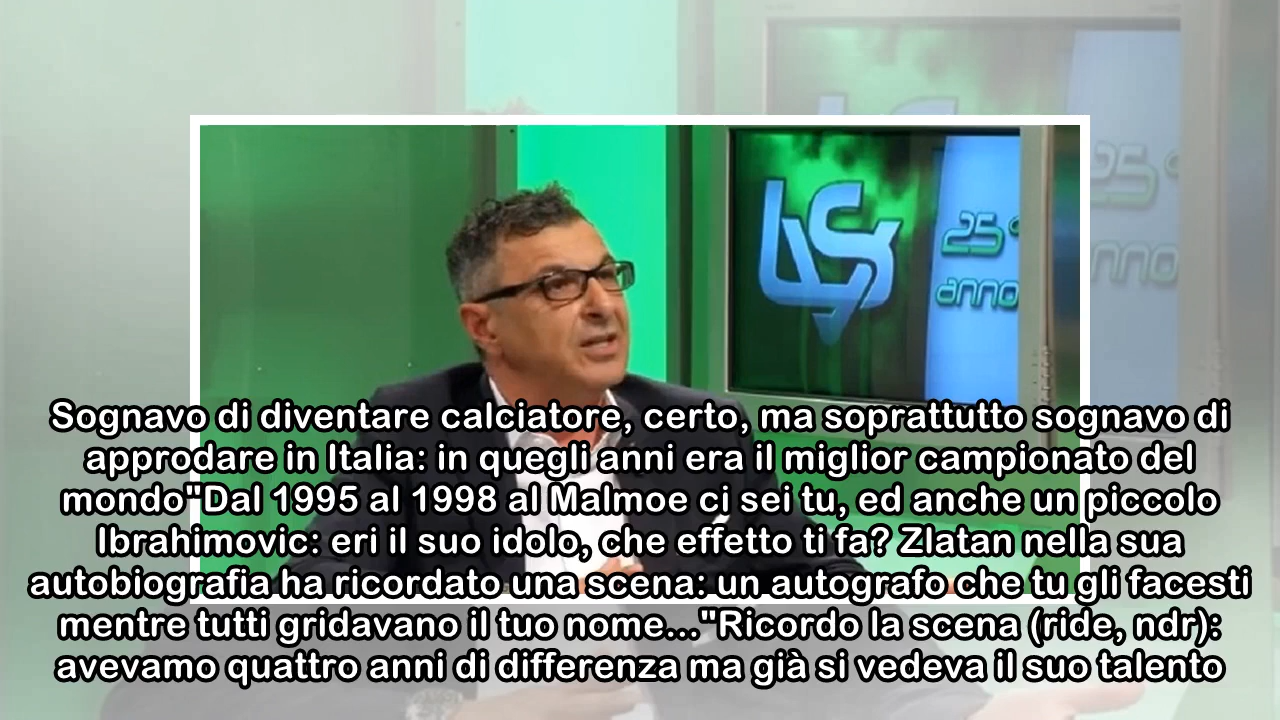 25°
anno
25°
anno
Sognavo di diventare calciatore, certo, ma soprattutto sognavo di
approdare in Italia: in quegli anni era il miglior campionato del
mondo"Dal 1995 al 1998 al Malmoe ci sei tu, ed anche un piccolo
Ibrahimovic: eri il suo idolo, che effetto ti fa? Zlatan nella sua
autobiografia ha ricordato una scena: un autografo che tu gli facesti
mentre tutti gridavano il tuo nome..."Ricordo la scena (ride, ndr):
avevamo quattro anni di differenza ma già si vedeva il suo talento